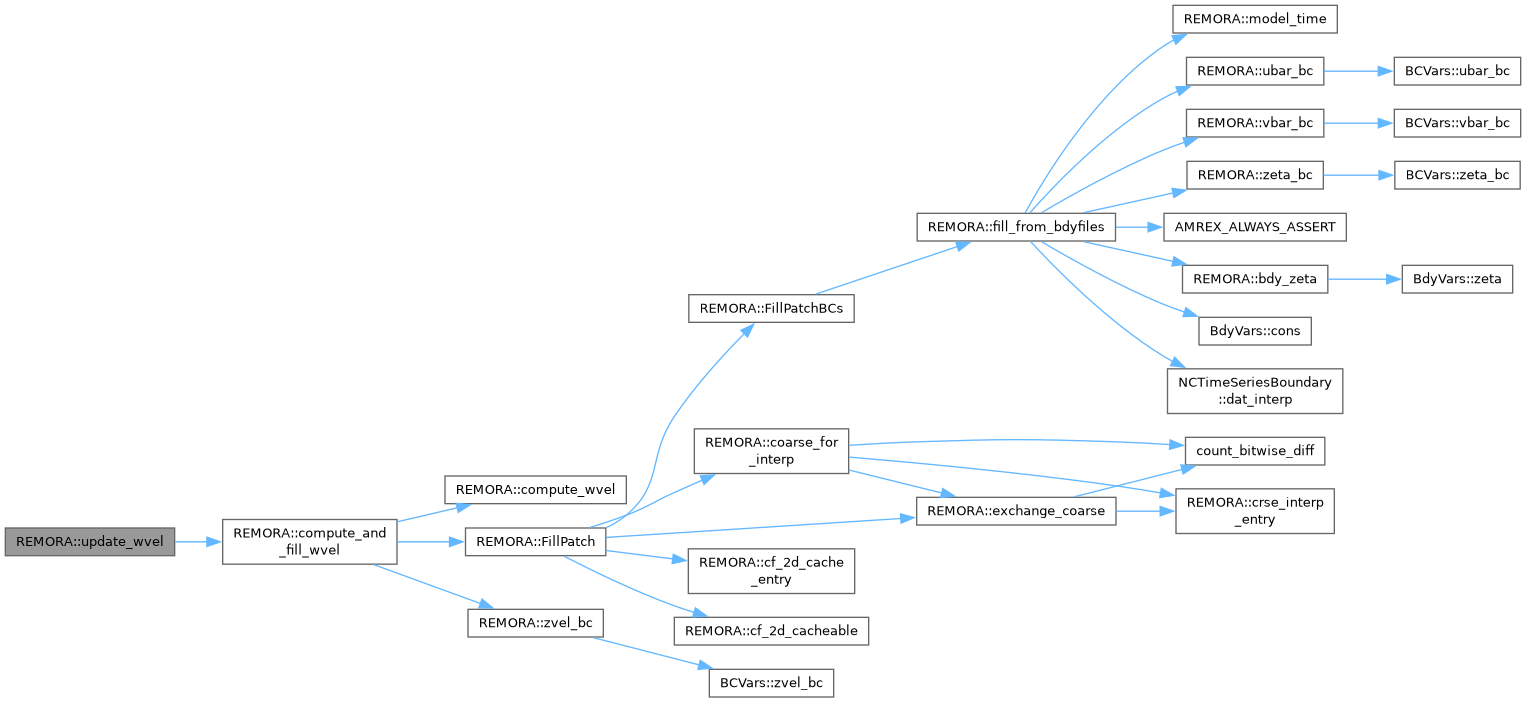 REMORA::model_time
REMORA::ubar_bc
BCVars::ubar_bc
REMORA::vbar_bc
BCVars::vbar_bc
REMORA::zeta_bc
BCVars::zeta_bc
REMORA::fill_from_bdyfiles
AMREX_ALWAYS_ASSERT
REMORA::bdy_zeta
BdyVars::zeta
REMORA::FillPatchBCs
BdyVars::cons
NCTimeSeriesBoundary
::dat_interp
REMORA::coarse_for
_interp
count_bitwise_diff
REMORA::compute_wvel
REMORA::exchange_coarse
REMORA::crse_interp
_entry
REMORA::update_wvel
REMORA::compute_and
_fill_wvel
REMORA::FillPatch
REMORA::cf_2d_cache
_entry
REMORA::zvel_bc
REMORA::cf_2d_cacheable
BCVars::zvel_bc